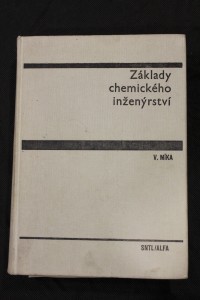 Základy
chemického
inženýrství
V. MÍKA
SNTL/ALFA